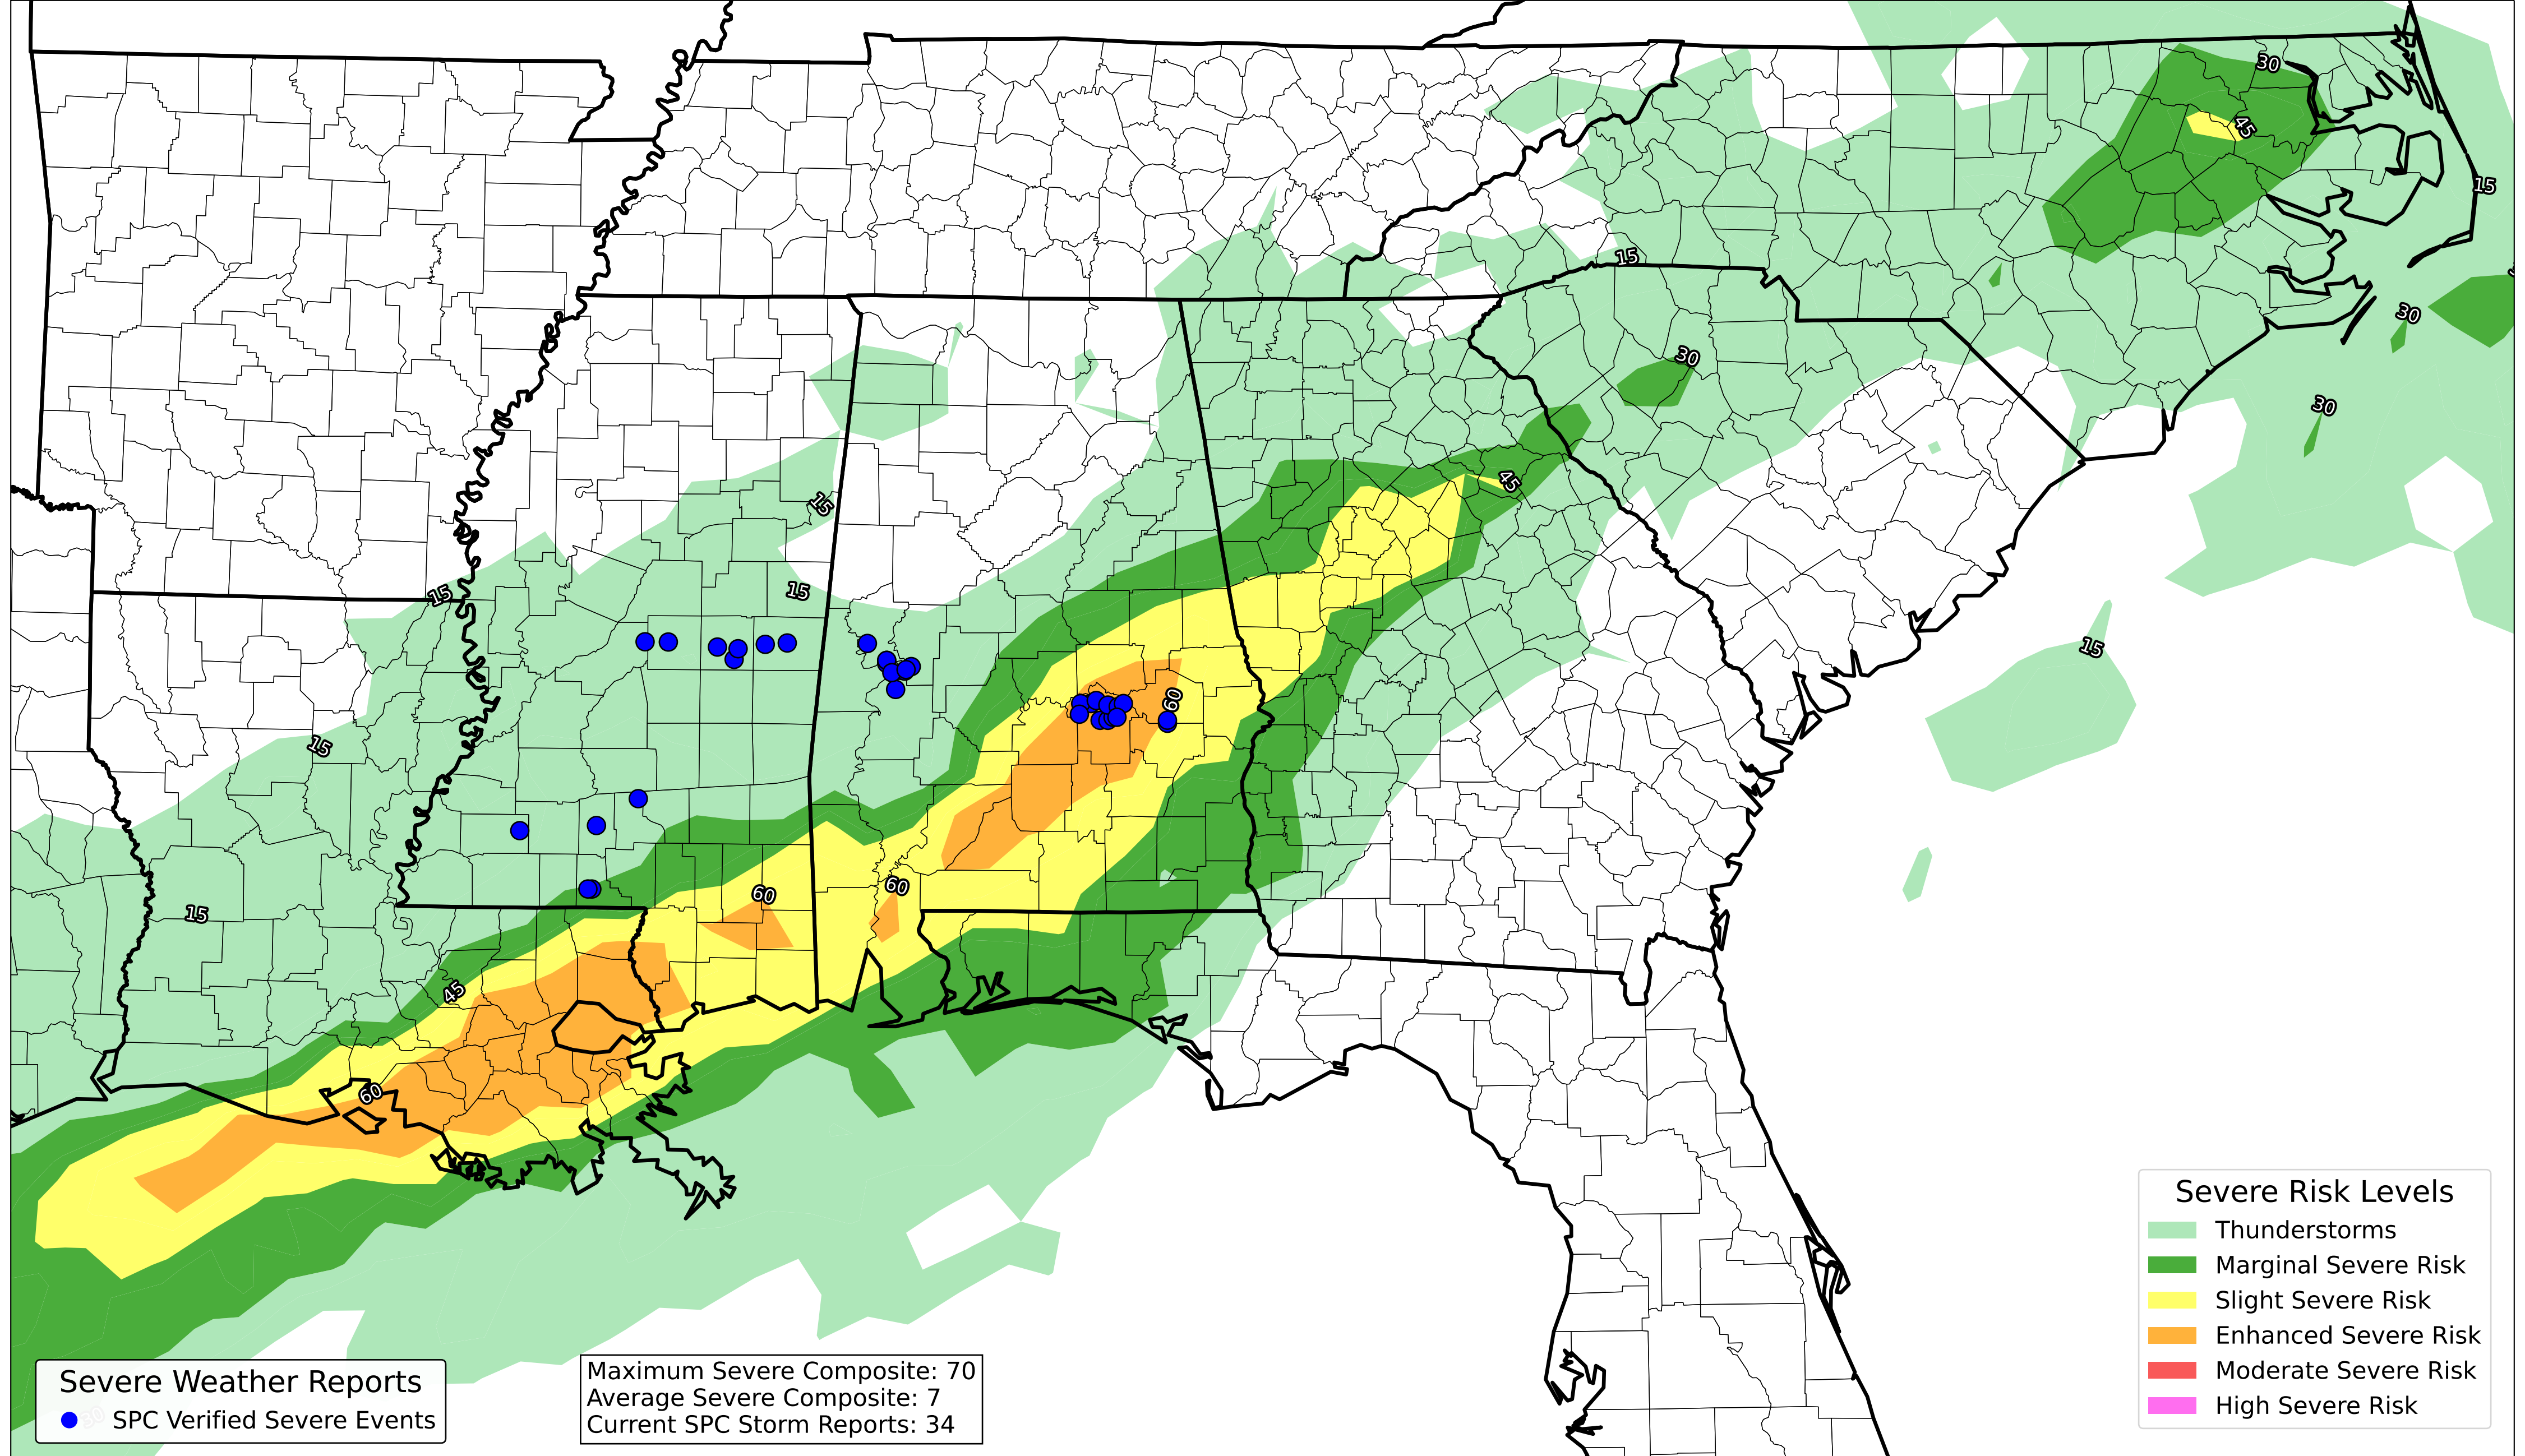 30
45
15
15
30
30
30
45
15
15
15
15
60
15
15
60
60
15
45
60
Severe Risk Levels
Thunderstorms
Marginal Severe Risk
Slight Severe Risk
Enhanced Severe Risk
Moderate Severe Risk
High Severe Risk
Severe Weather Reports
SPC Verified Severe Events
30
Maximum Severe Composite: 70
Average Severe Composite: 7
Current SPC Storm Reports: 34